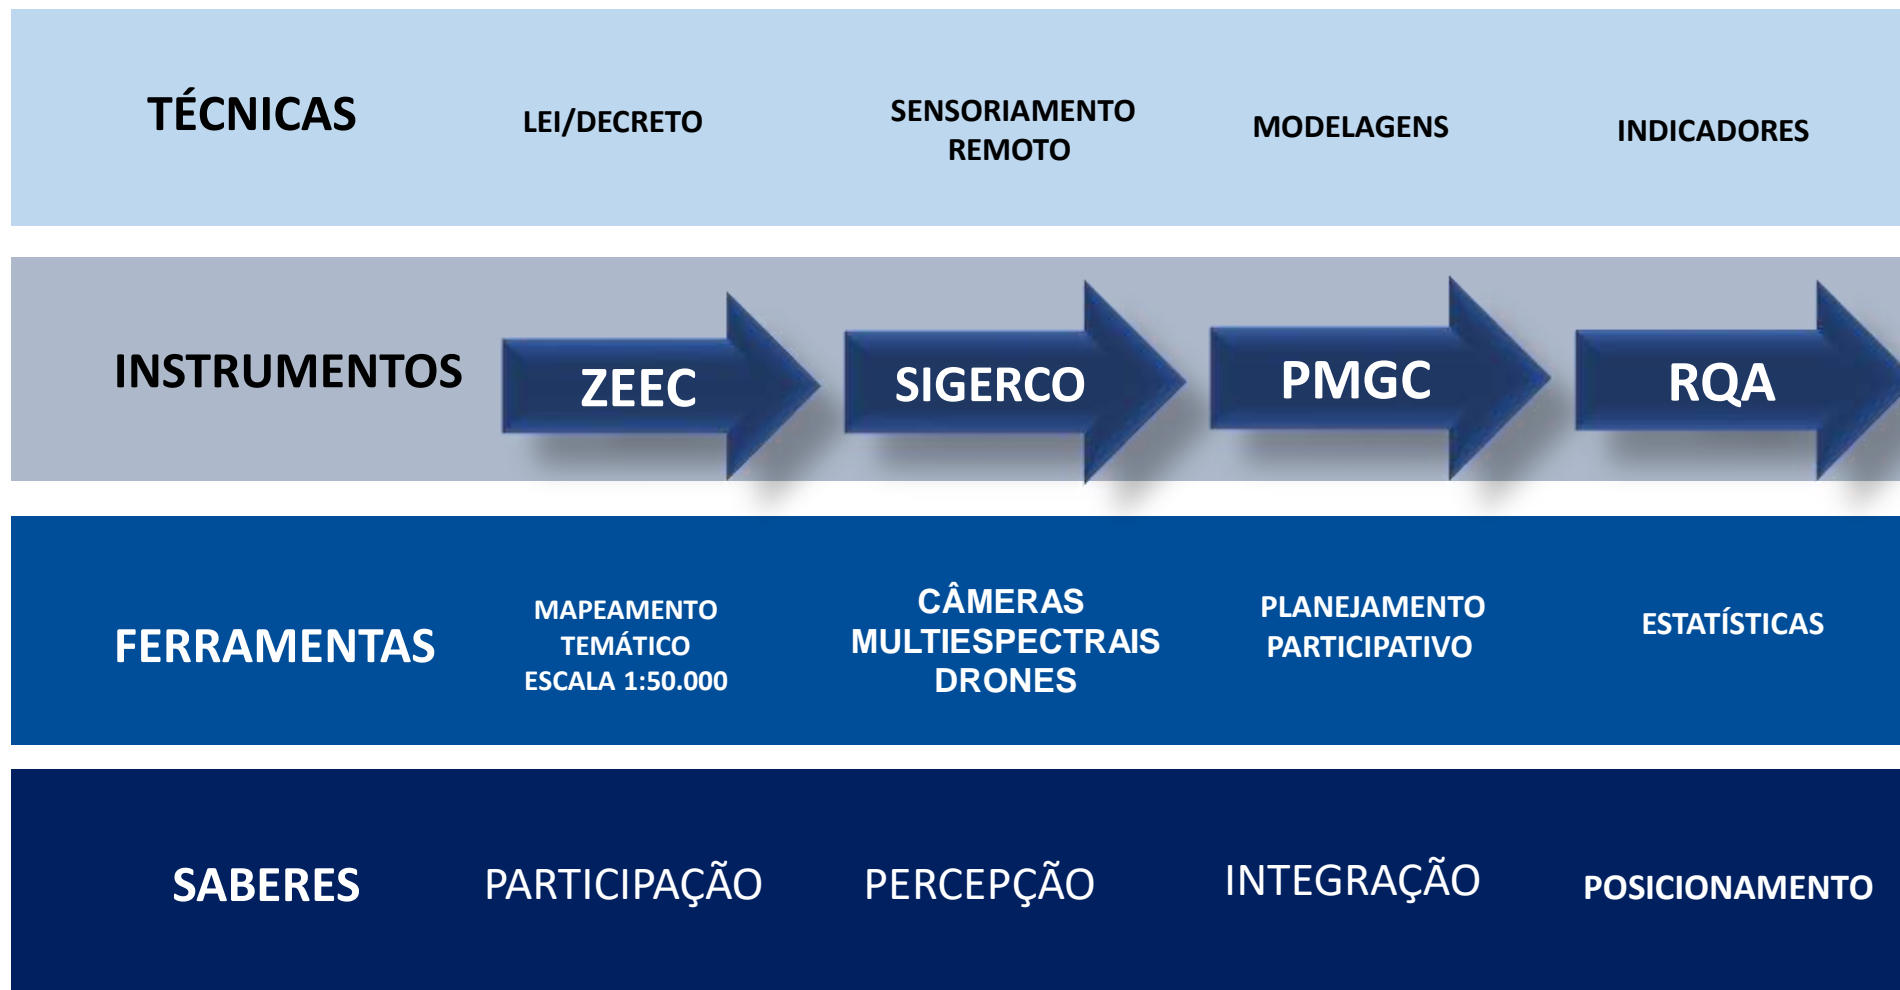 TÉCNICAS
LEI/DECRETO
SENSORIAMENTO
REMOTO
MODELAGENS
INDICADORES
INSTRUMENTOS
ZEEC
SIGERCO
PMGC
RQA
FERRAMENTAS
MAPEAMENTO
TEMÁTICO
ESCALA 1:50.000
CÂMERAS
MULTIESPECTRAIS
DRONES
PLANEJAMENTO
PARTICIPATIVO
ESTATÍSTICAS
SABERES
PARTICIPAÇÃO
PERCEPÇÃO
INTEGRAÇÃO
POSICIONAMENTO